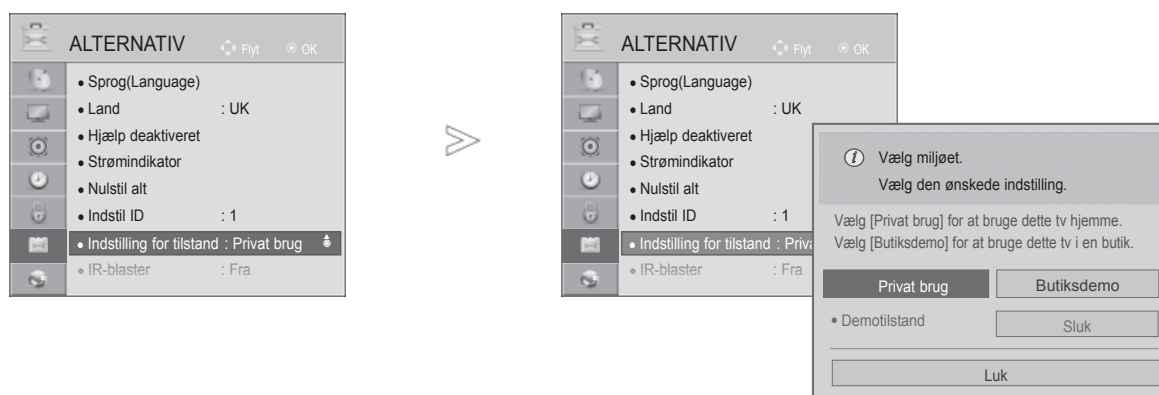 ALTERNATIV Flyt OK
• Sprog(Language)
• Land : UK
• Hjælp deaktiveret
• Strømindikator
• Nulstil alt
• Indstil ID : 1
• Indstilling for tilstand : Privat brug
• IR-blaster : Fra
ALTERNATIV Flyt OK
• Sprog(Language)
• Land : UK
• Hjælp deaktiveret
• Strømindikator
• Nulstil alt
• Indstil ID : 1
• Indstilling for tilstand : Priva
• IR-blaster : Fra
i Vælg miljøet.
Vælg den ønskede indstilling.
Vælg [Privat brug] for at bruge dette tv hjemme.
Vælg [Butiksdemo] for at bruge dette tv i en butik.
Privat brug Butiksdemo
• Demotilstand Sluk
Luk